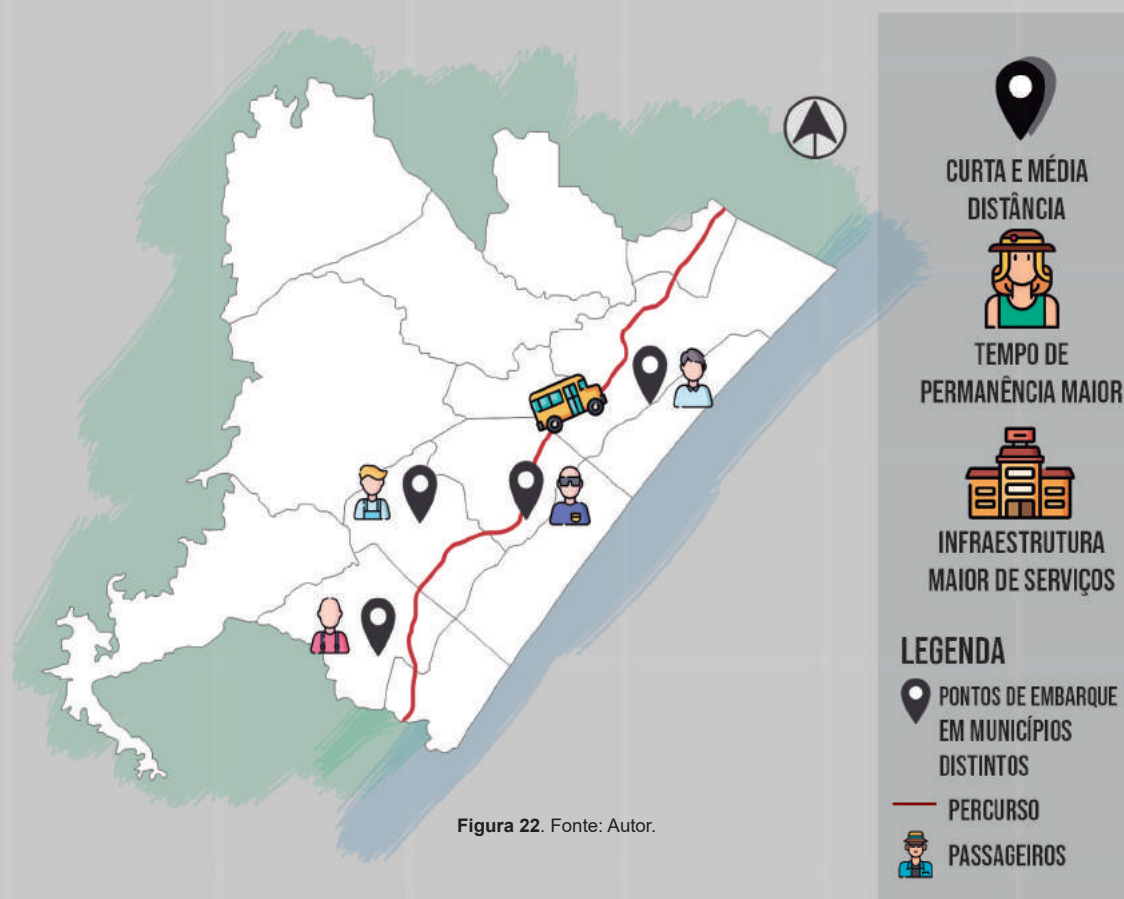 CURTA E MÉDIA
DISTÂNCIA
TEMPO DE
PERMANÊNCIA MAIOR
INFRAESTRUTURA
MAIOR DE SERVIÇOS
LEGENDA
PONTOS DE EMBARQUE
EM MUNICÍPIOS
DISTINTOS
PERCURSO
PASSAGEIROS
Figura 22. Fonte: Autor.